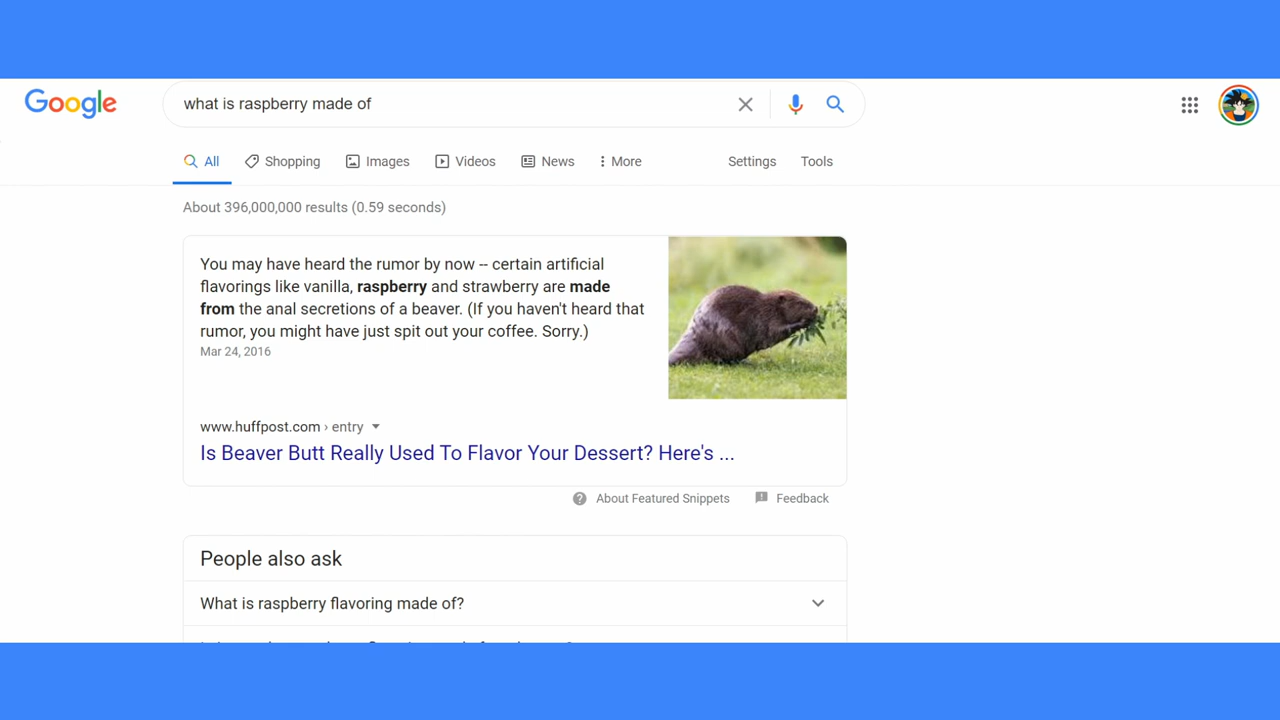 Google
what is raspberry made of
All
Shopping
Images
Videos
News
More
Settings
Tools
About 396,000,000 results (0.59 seconds)
You may have heard the rumor by now -- certain artificial
flavorings like vanilla, raspberry and strawberry are made
from the anal secretions of a beaver. (If you haven't heard that
rumor, you might have just spit out your coffee. Sorry.)
Mar 24, 2016
www.huffpost.com › entry
Is Beaver Butt Really Used To Flavor Your Dessert? Here's ...
About Featured Snippets
Feedback
People also ask
What is raspberry flavoring made of?